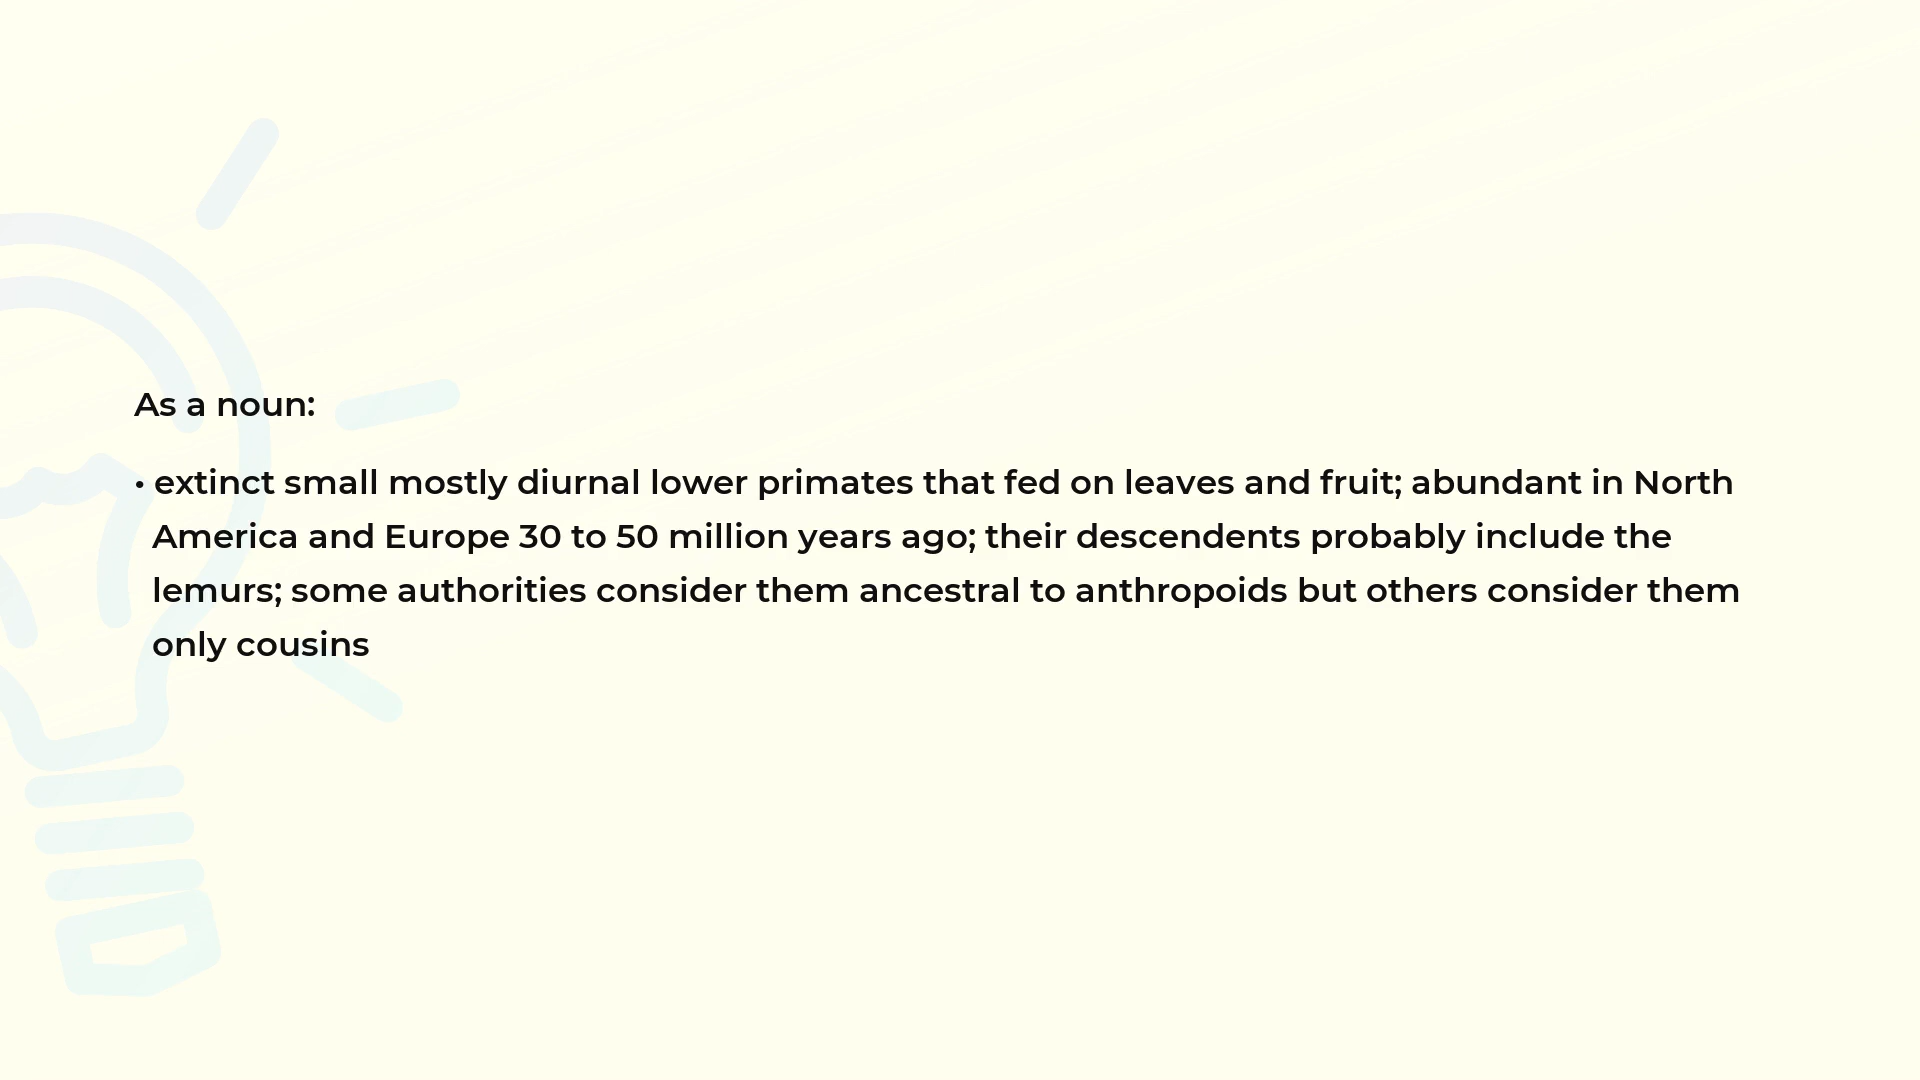 As a noun:
• extinct small mostly diurnal lower primates that fed on leaves and fruit; abundant in North
America and Europe 30 to 50 million years ago; their descendents probably include the
lemurs; some authorities consider them ancestral to anthropoids but others consider them
only cousins